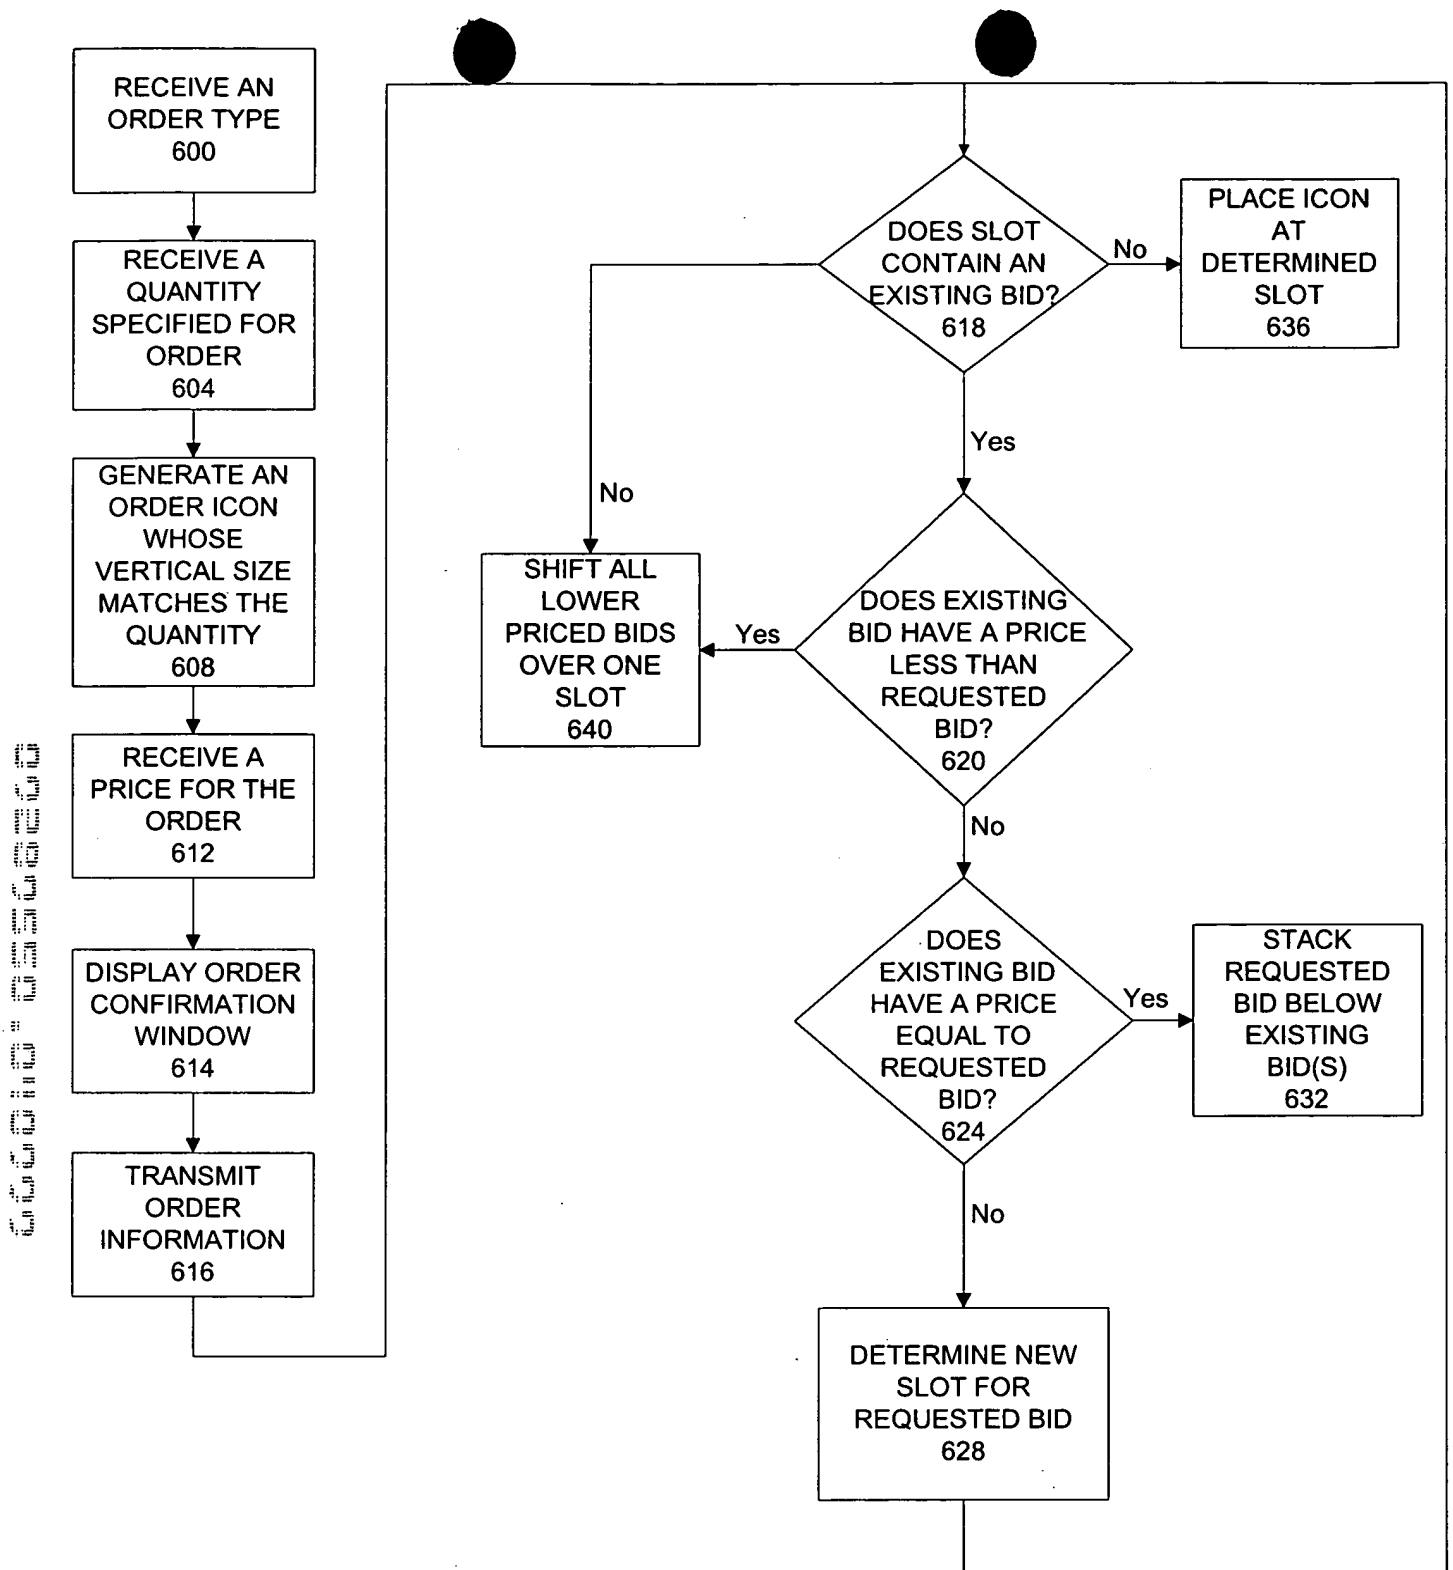 RECEIVE AN
ORDER TYPE
600
RECEIVE A
QUANTITY
SPECIFIED FOR
ORDER
604
GENERATE AN
ORDER ICON
WHOSE
VERTICAL SIZE
MATCHES THE
QUANTITY
608
RECEIVE A
PRICE FOR THE
ORDER
612
DISPLAY ORDER
CONFIRMATION
WINDOW
614
TRANSMIT
ORDER
INFORMATION
616
DOES SLOT
CONTAIN AN
EXISTING BID?
618
No
PLACE ICON
AT
DETERMINED
SLOT
636
Yes
No
SHIFT ALL
LOWER
PRICED BIDS
OVER ONE
SLOT
640
Yes
DOES EXISTING
BID HAVE A PRICE
LESS THAN
REQUESTED
BID?
620
No
DOES
EXISTING BID
HAVE A PRICE
EQUAL TO
REQUESTED
BID?
624
Yes
STACK
REQUESTED
BID BELOW
EXISTING
BID(S)
632
No
DETERMINE NEW
SLOT FOR
REQUESTED BID
628